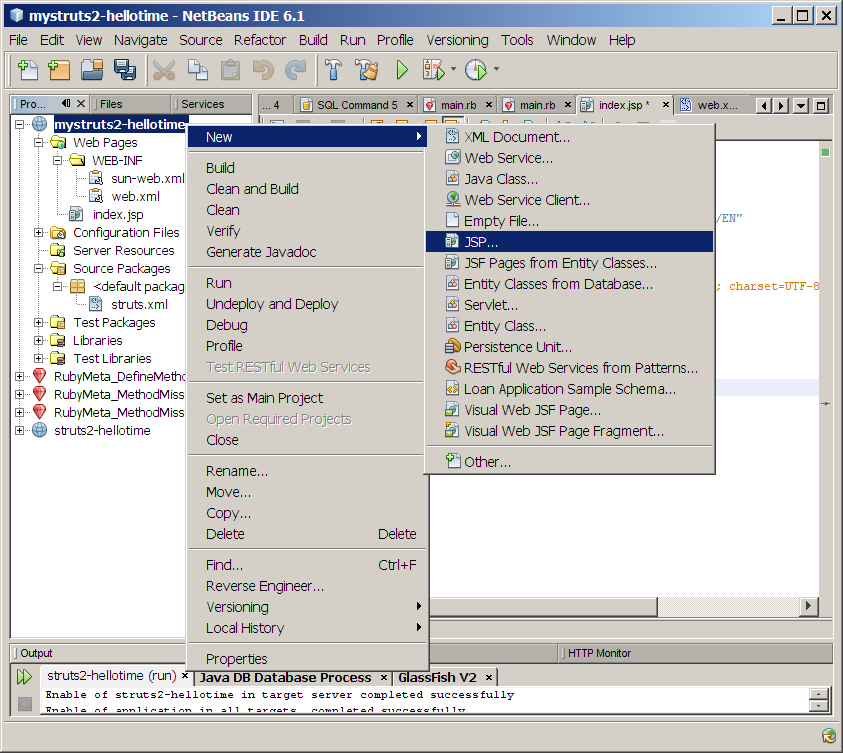 mystruts2-hellotime - NetBeans IDE 6.1
File Edit View Navigate Source Refactor Build Run Profile Versioning Tools Window Help
Pro... Files Services
... 4 SQL Command 5 main.rb main.rb index.jsp * web.x...
mystruts2-hellotime
Web Pages
WEB-INF
sun-web.xml
web.xml
index.jsp
Configuration Files
Server Resources
Source Packages
<default packag
struts.xml
Test Packages
Libraries
Test Libraries
RubyMeta_DefineMetho
RubyMeta_MethodMiss
RubyMeta_MethodMiss
struts2-hellotime
New
Build
Clean and Build
Clean
Verify
Generate Javadoc
Run
Undeploy and Deploy
Debug
Profile
Test RESTful Web Services
Set as Main Project
Open Required Projects
Close
Rename...
Move...
Copy...
Delete Delete
Find... Ctrl+F
Reverse Engineer...
Versioning
Local History
Properties
XML Document...
Web Service...
Java Class...
Web Service Client...
Empty File...
JSP...
JSF Pages from Entity Classes...
Entity Classes from Database...
Servlet...
Entity Class...
Persistence Unit...
RESTful Web Services from Patterns...
Loan Application Sample Schema...
Visual Web JSF Page...
Visual Web JSF Page Fragment...
Other...
/EN"
; charset=UTF-8
Output
HTTP Monitor
struts2-hellotime (run) Java DB Database Process GlassFish V2
Enable of struts2-hellotime in target server completed successfully
Enable of application in all targets completed successfully